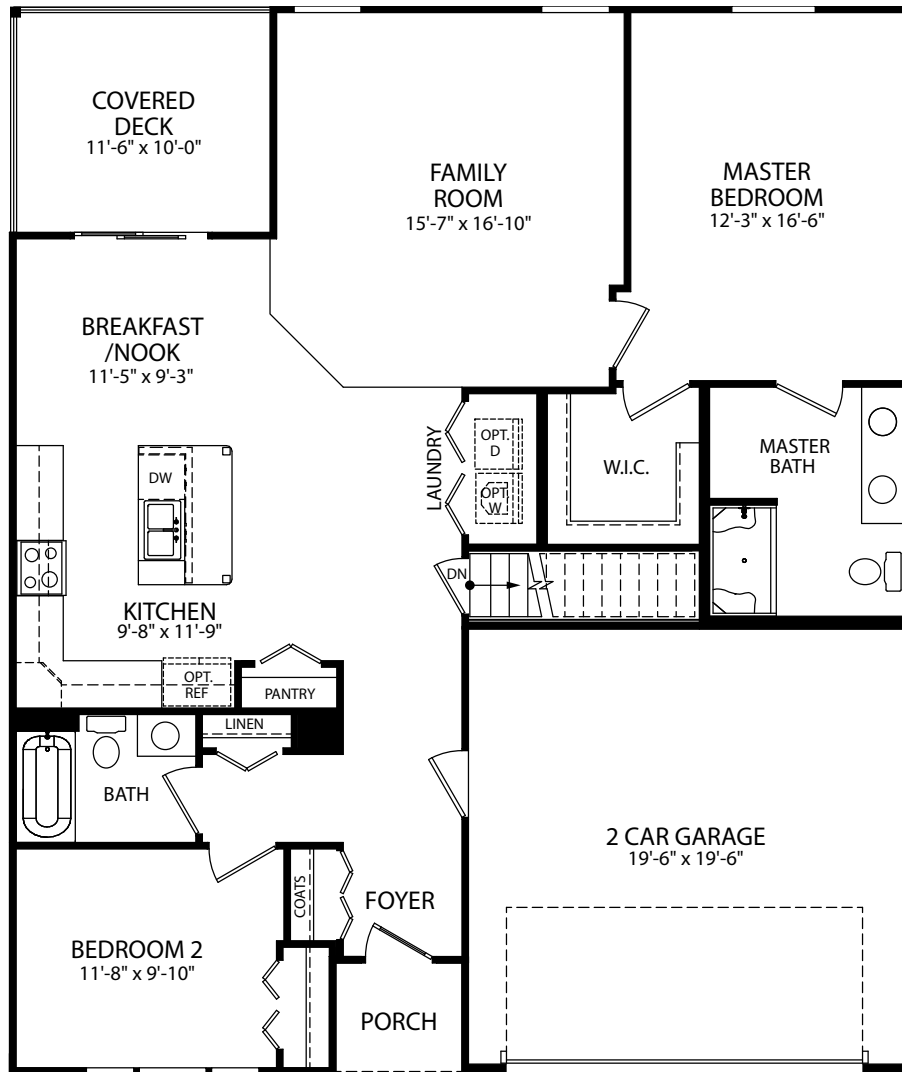 COVERED
DECK
11'-6" x 10'-0"
FAMILY
ROOM
15'-7" x 16'-10"
MASTER
BEDROOM
12'-3" x 16'-6"
BREAKFAST
/NOOK
11'-5" x 9'-3"
LAUNDRY
OPT.
D
OPT.
W
W.I.C.
MASTER
BATH
DW
DN
KITCHEN
9'-8" x 11'-9"
OPT.
REF
PANTRY
LINEN
BATH
2 CAR GARAGE
19'-6" x 19'-6"
COATS
FOYER
BEDROOM 2
11'-8" x 9'-10"
PORCH